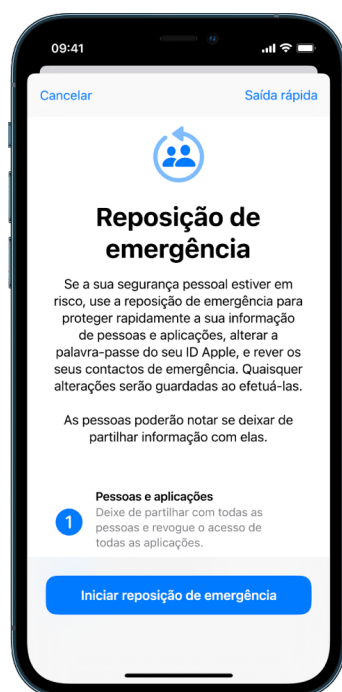 09:41
Cancelar
Saída rápida
Reposição de
emergência
Se a sua segurança pessoal estiver em
risco, use a reposição de emergência para
proteger rapidamente a sua informação
de pessoas e aplicações, alterar a
palavra-passe do seu ID Apple, e rever os
seus contactos de emergência. Quaisquer
alterações serão guardadas ao efetuá-las.
As pessoas poderão notar se deixar de
partilhar informação com elas.
1
Pessoas e aplicações
Deixe de partilhar com todas as
pessoas e revogue o acesso de
todas as aplicações.
Iniciar reposição de emergência